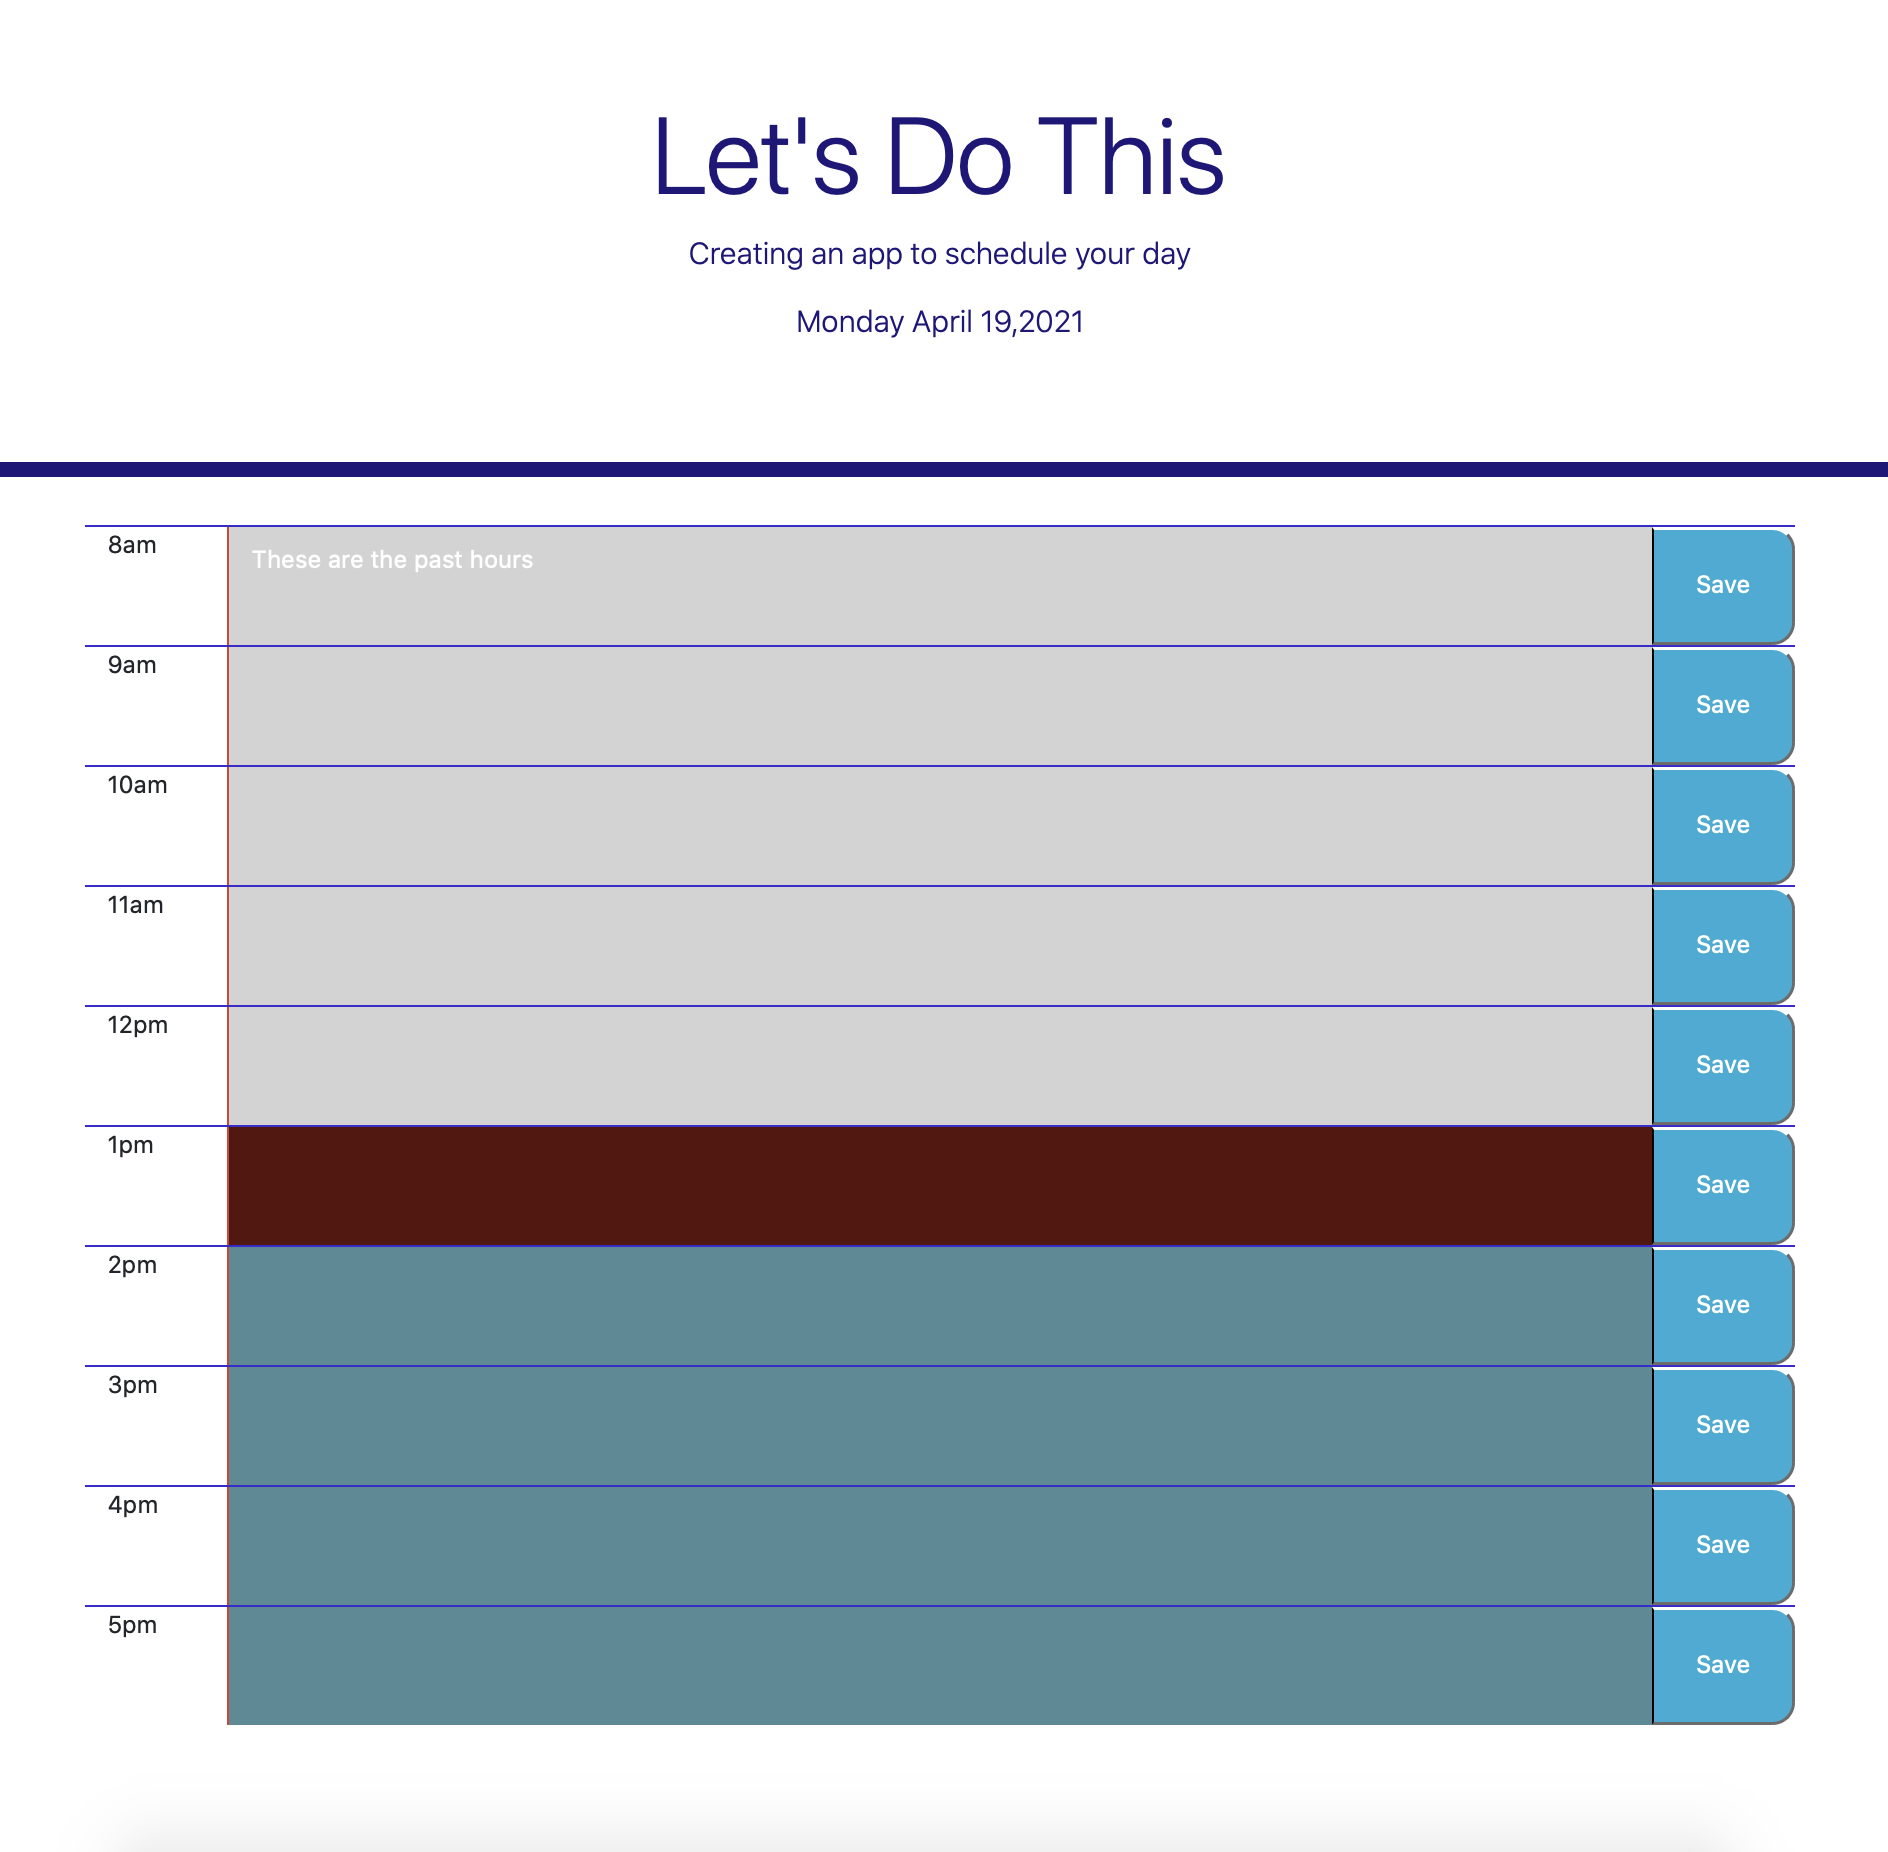 Let's Do This
Creating an app to schedule your day
Monday April 19,2021
8am
These are the past hours
Save
9am
Save
10am
Save
11am
Save
12pm
Save
1pm
Save
2pm
Save
3pm
Save
4pm
Save
5pm
Save